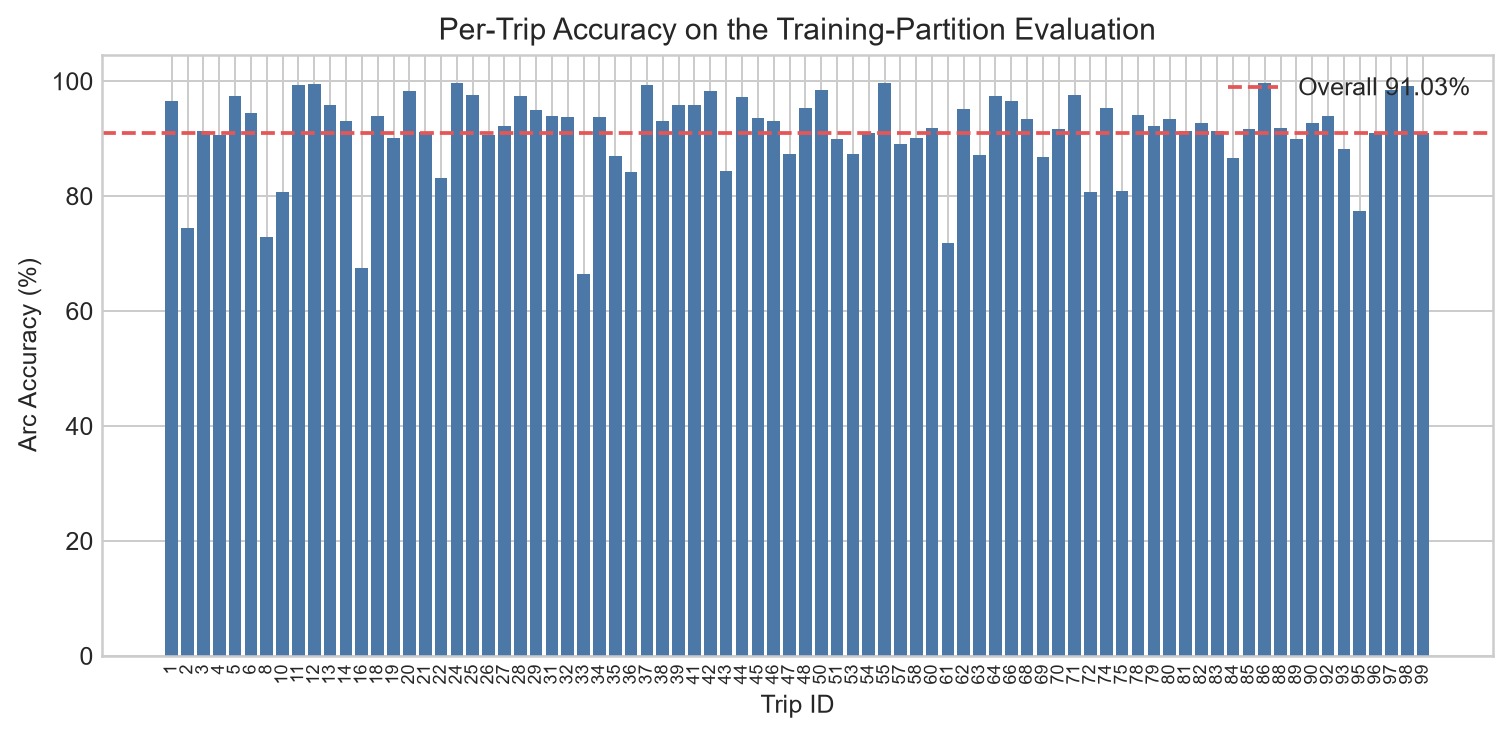 Per-Trip Accuracy on the Training-Partition Evaluation
Overall 91.03%
Arc Accuracy (%)
100
80
60
40
20
0
1 2 3 4 5 6 8 10 11 12 13 14 16 18 19 20 21 22 24 25 26 27 28 29 31 32 33 34 35 36 37 38 39 41 42 43 44 45 46 47 48 50 51 53 54 55 57 58 60 61 62 63 64 66 68 69 70 71 72 74 75 78 79 80 81 82 83 84 85 86 88 89 90 92 93 95 96 97 98 99
Trip ID